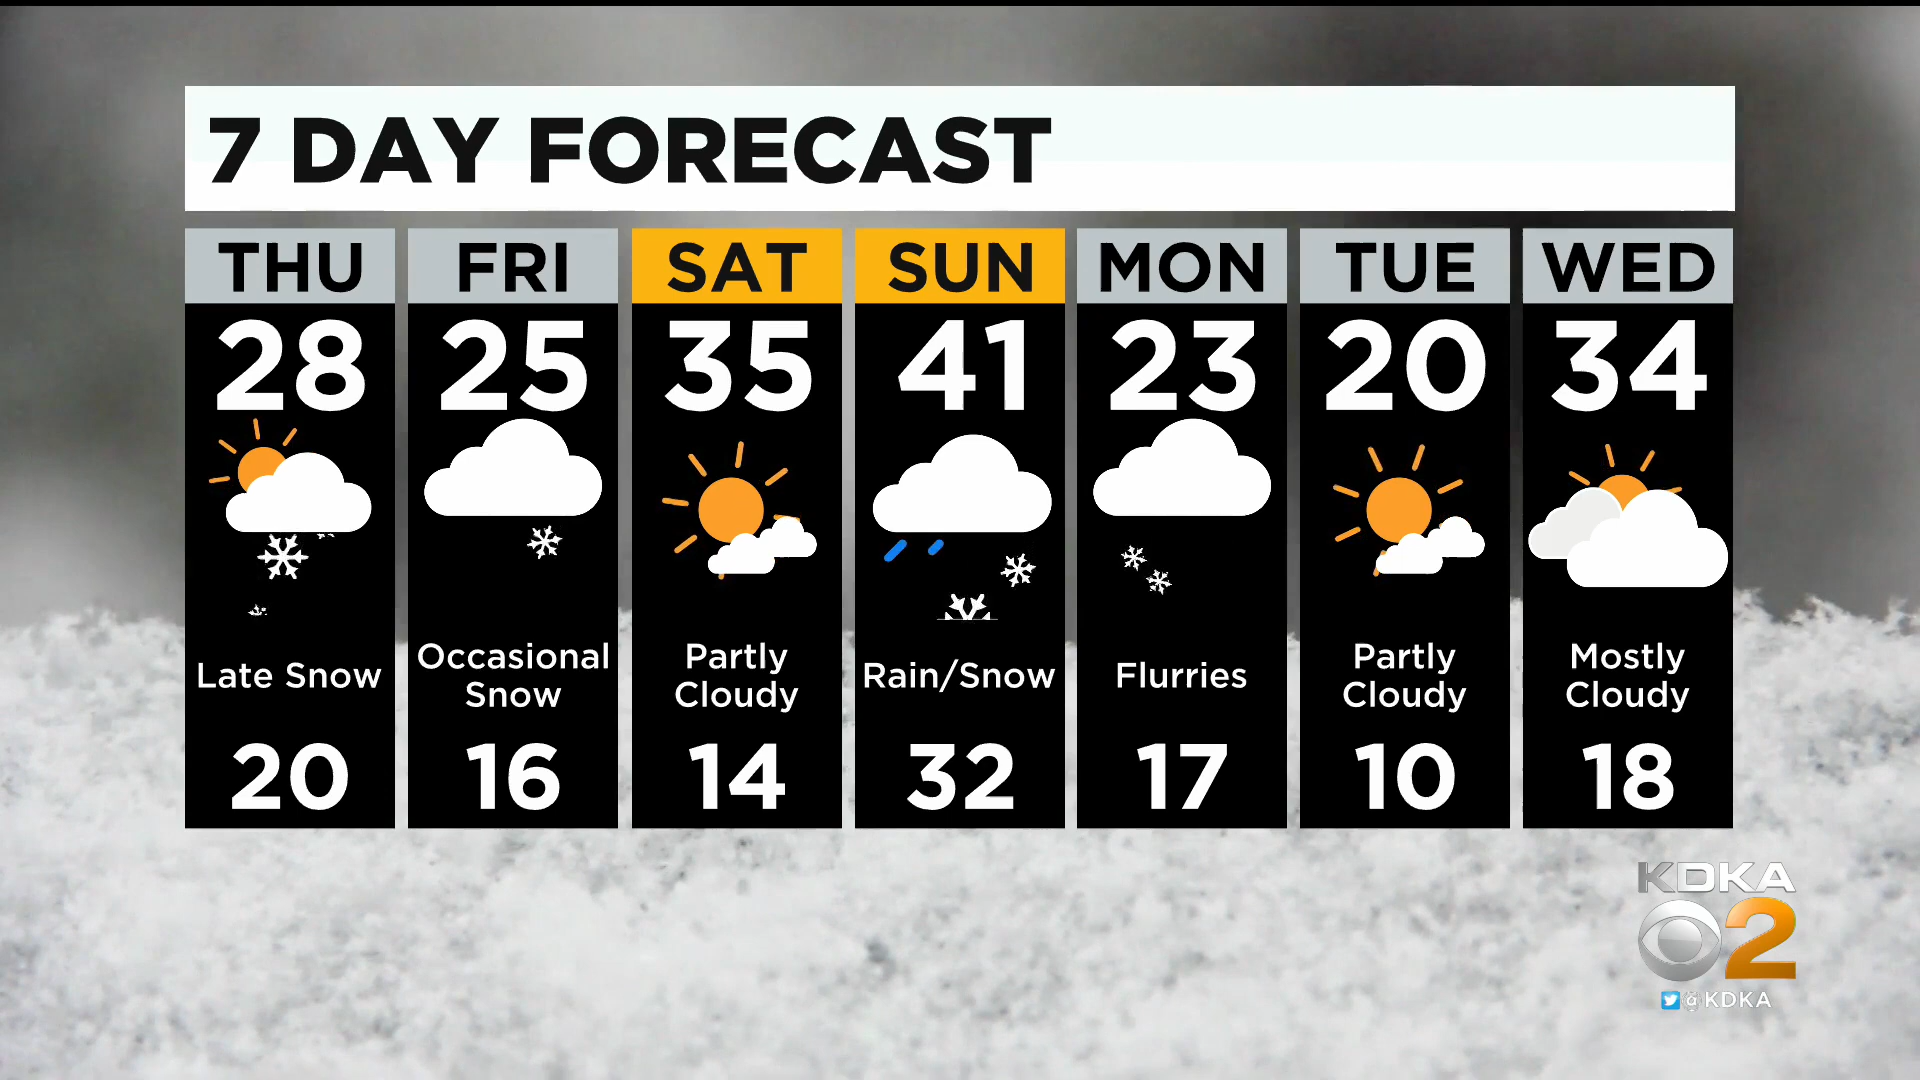 7 DAY FORECAST
THU FRI SAT SUN MON TUE WED
28 25 35 41 23 20 34
Late Snow
Occasional
Snow
Partly
Cloudy
Rain/Snow
Flurries
Partly
Cloudy
Mostly
Cloudy
20 16 14 32 17 10 18
KDKA
2
@KDKA